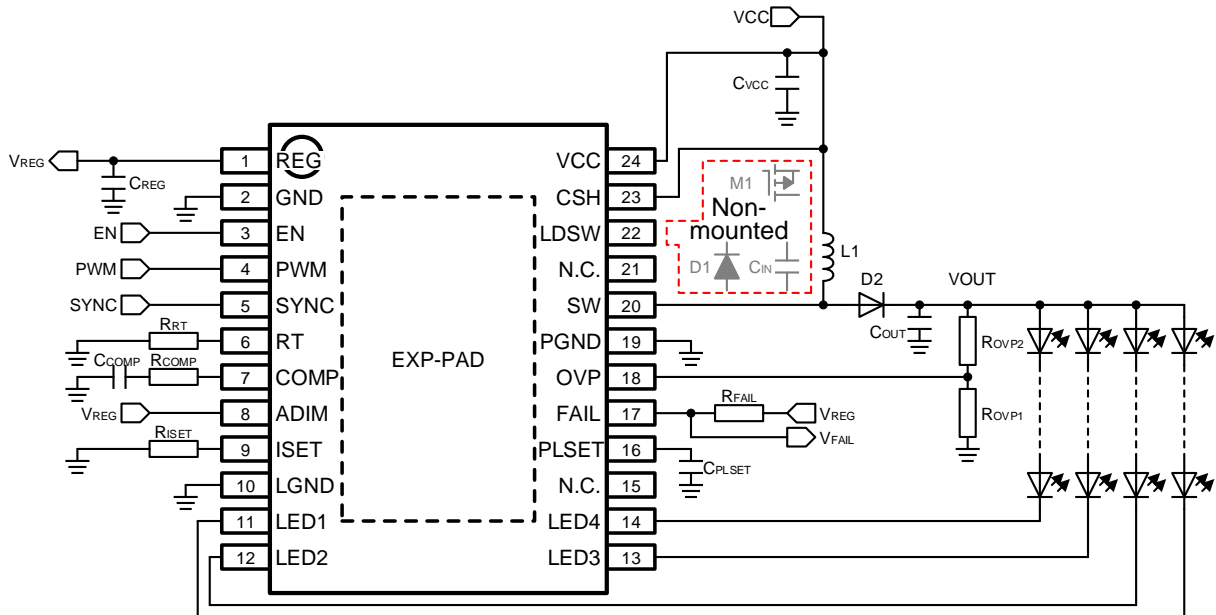 VCC
CVCC
VREG
CREG
1 REG
2 GND
EN
3 EN
PWM
4 PWM
SYNC
5 SYNC
RRT
6 RT
CCOMP RCOMP
7 COMP
VREG
8 ADIM
RISET
9 ISET
10 LGND
11 LED1
12 LED2
EXP-PAD
VCC 24
CSH 23
LDSW 22
N.C. 21
SW 20
PGND 19
OVP 18
FAIL 17
PLSET 16
N.C. 15
LED4 14
LED3 13
M1
Non-
mounted
D1
CIN
L1
D2
VOUT
COUT
ROVP2
ROVP1
RFAIL
VREG
VFAIL
CPLSET